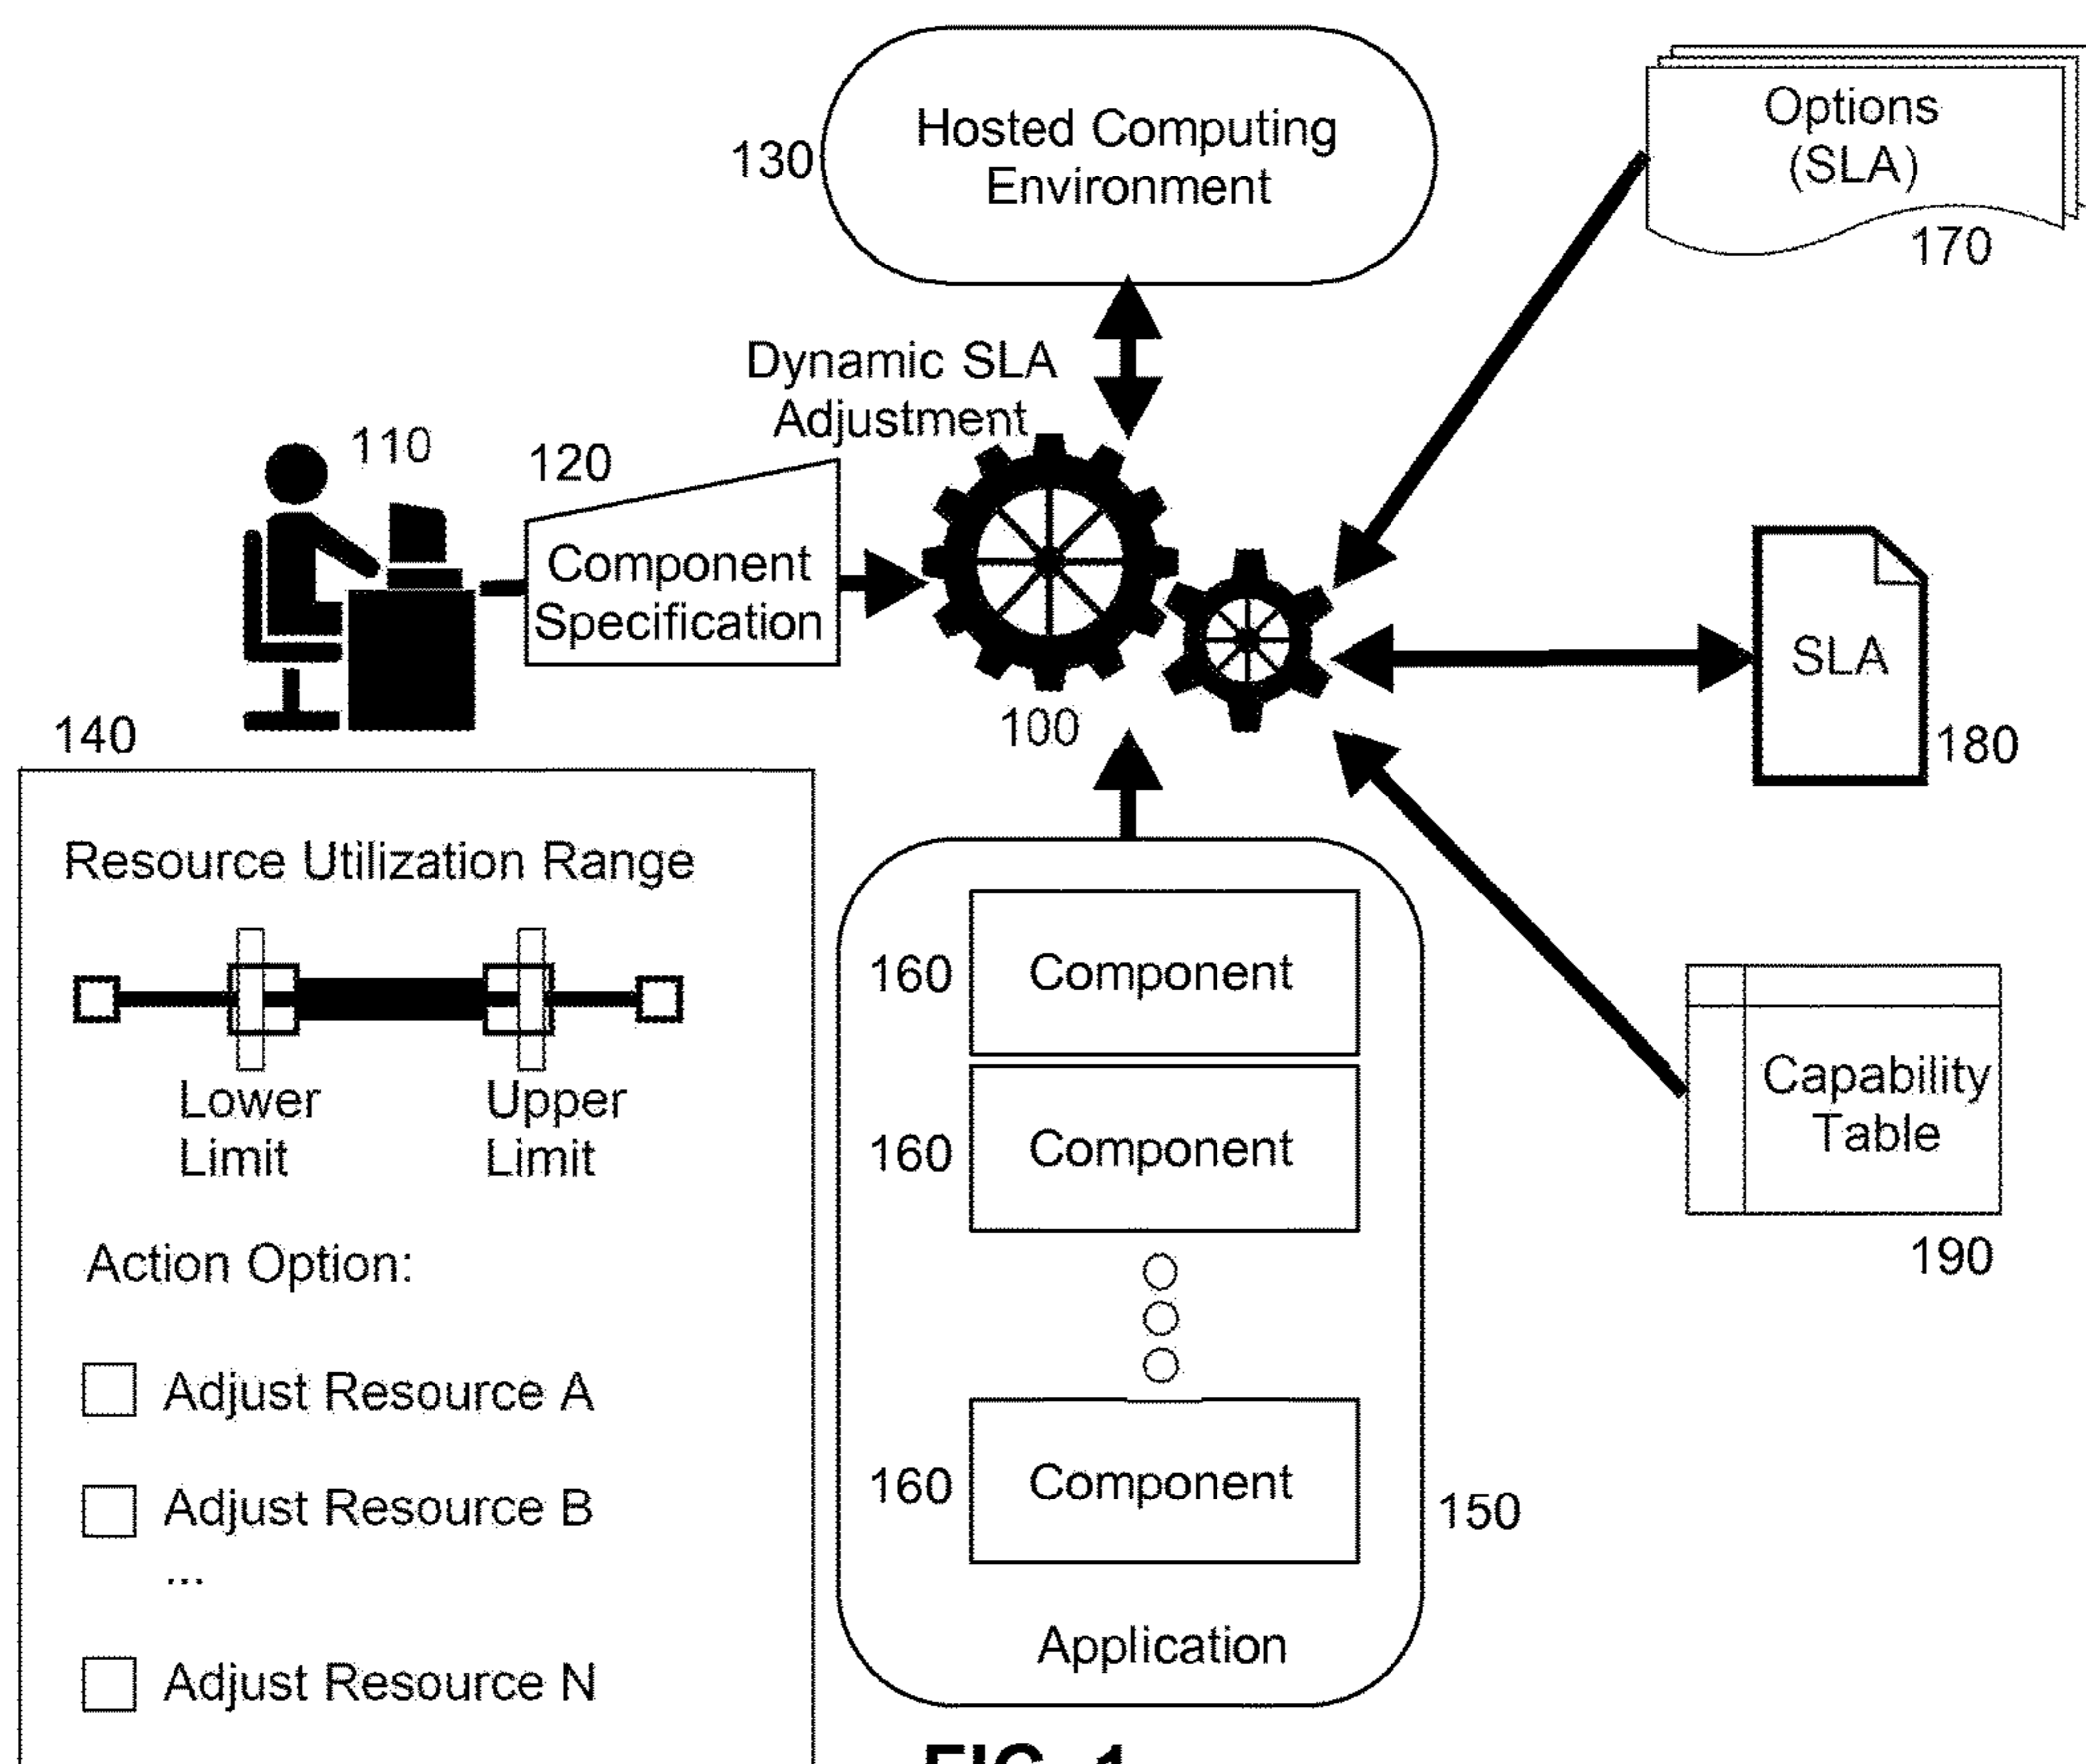 Hosted Computing
Environment
130
Options
(SLA)
170
Dynamic SLA
Adjustment
110
120
Component
Specification
100
SLA
180
140
Resource Utilization Range
Lower
Limit
Upper
Limit
Action Option:
Adjust Resource A
Adjust Resource B
...
Adjust Resource N
160
Component
160
Component
160
Component
150
Application
Capability
Table
190
FIG. 1